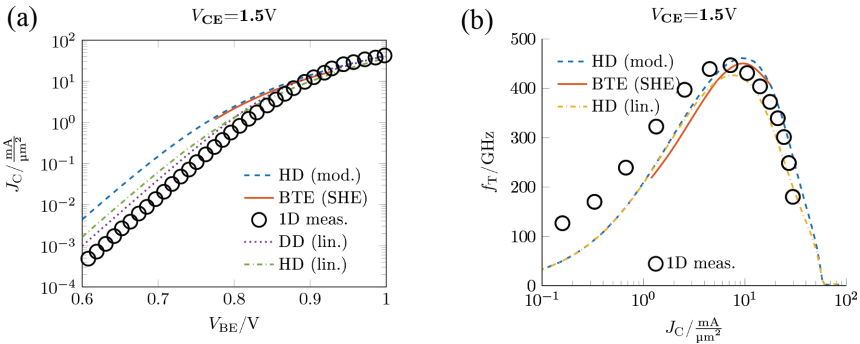 (a)
V_CE=1.5V
J_C/ mA/µm²
10^2
10^1
10^0
10^−1
10^−2
10^−3
10^−4
HD (mod.)
BTE (SHE)
1D meas.
DD (lin.)
HD (lin.)
0.6 0.7 0.8 0.9 1
V_BE/V
(b)
V_CE=1.5V
f_T/GHz
500
400
300
200
100
0
HD (mod.)
BTE (SHE)
HD (lin.)
1D meas.
10^−1 10^0 10^1 10^2
J_C/ mA/µm²